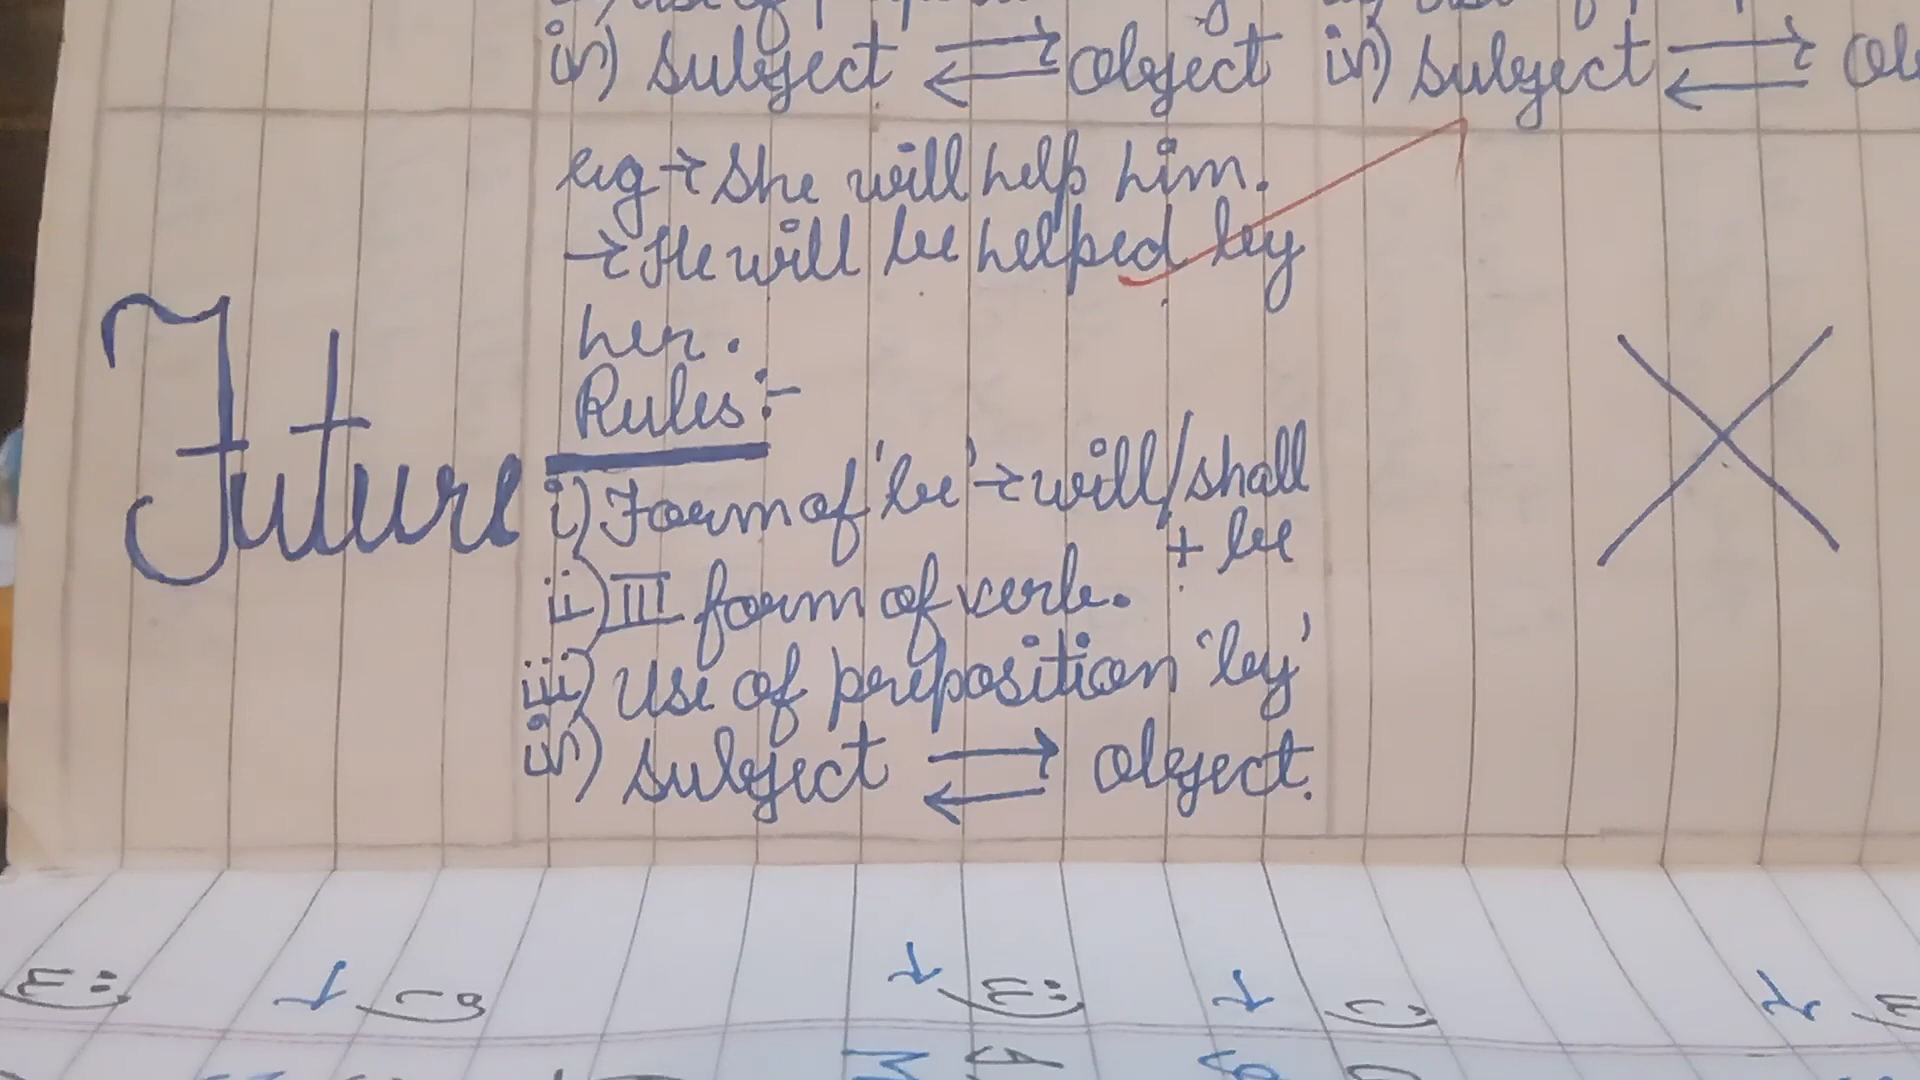 iv) Subject ⇄ object iv) Subject ⇄
eg → She will help him.
→ He will be helped by
her.
Rules :-
Future
i) Form of 'be' → will/shall
+ be
ii) III form of verb.
iii) Use of preposition 'by'
iv) Subject ⇄ object.